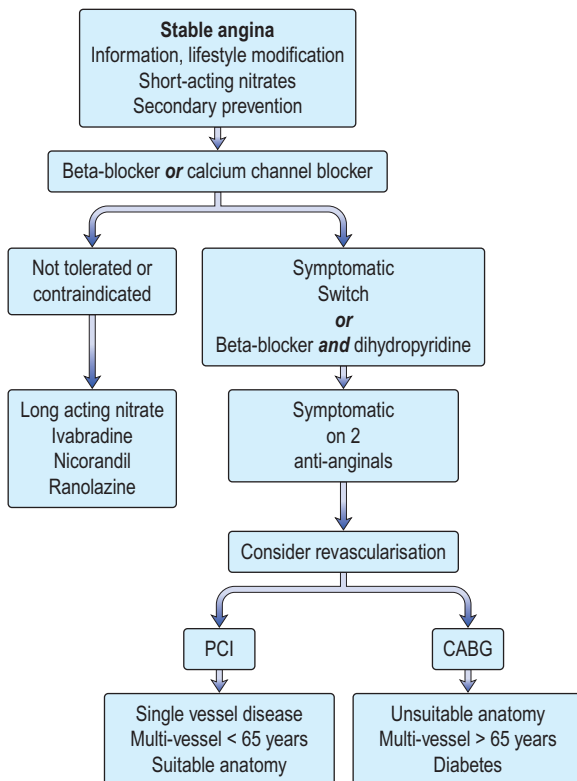 Stable angina
Information, lifestyle modification
Short-acting nitrates
Secondary prevention
Beta-blocker or calcium channel blocker
Not tolerated or
contraindicated
Symptomatic
Switch
or
Beta-blocker and dihydropyridine
Long acting nitrate
Ivabradine
Nicorandil
Ranolazine
Symptomatic
on 2
anti-anginals
Consider revascularisation
PCI
CABG
Single vessel disease
Multi-vessel < 65 years
Suitable anatomy
Unsuitable anatomy
Multi-vessel > 65 years
Diabetes